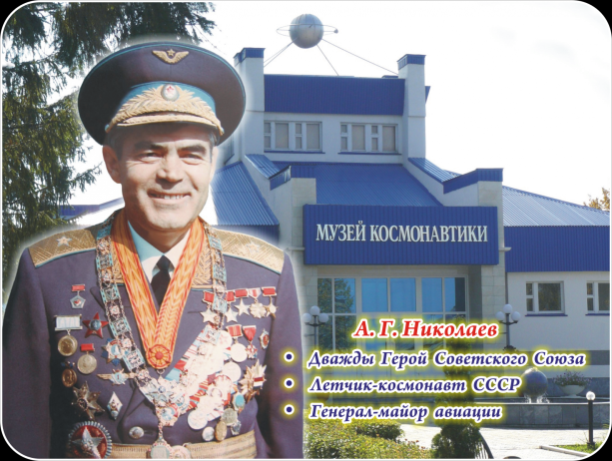 МУЗЕЙ КОСМОНАВТИКИ
А. Г. Николаев
• Дважды Герой Советского Союза
• Летчик-космонавт СССР
• Генерал-майор авиации